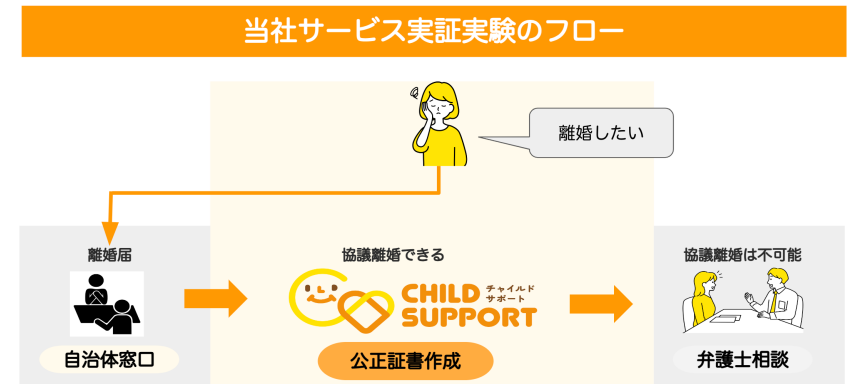 当社サービス実証実験のフロー
離婚したい
離婚届
自治体窓口
協議離婚できる
CHILD
SUPPORT
チャイルド
サポート
公正証書作成
協議離婚は不可能
弁護士相談